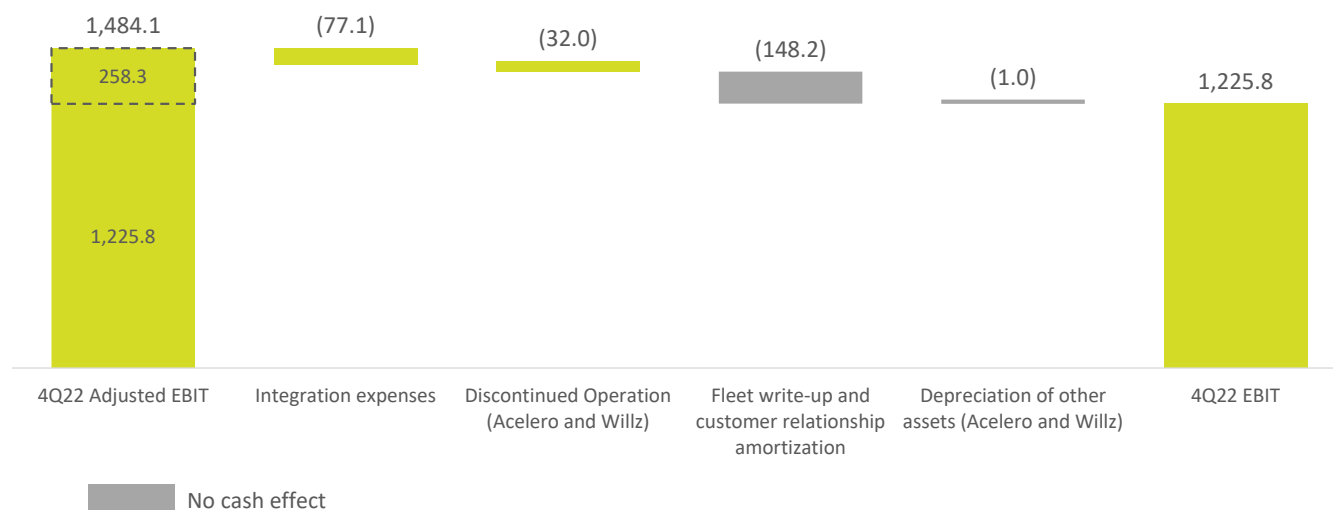 1,484.1
(77.1)
(32.0)
(148.2)
(1.0)
1,225.8
258.3
1,225.8
4Q22 Adjusted EBIT
Integration expenses
Discontinued Operation
(Acelero and Willz)
Fleet write-up and
customer relationship
amortization
Depreciation of other
assets (Acelero and Willz)
4Q22 EBIT
No cash effect